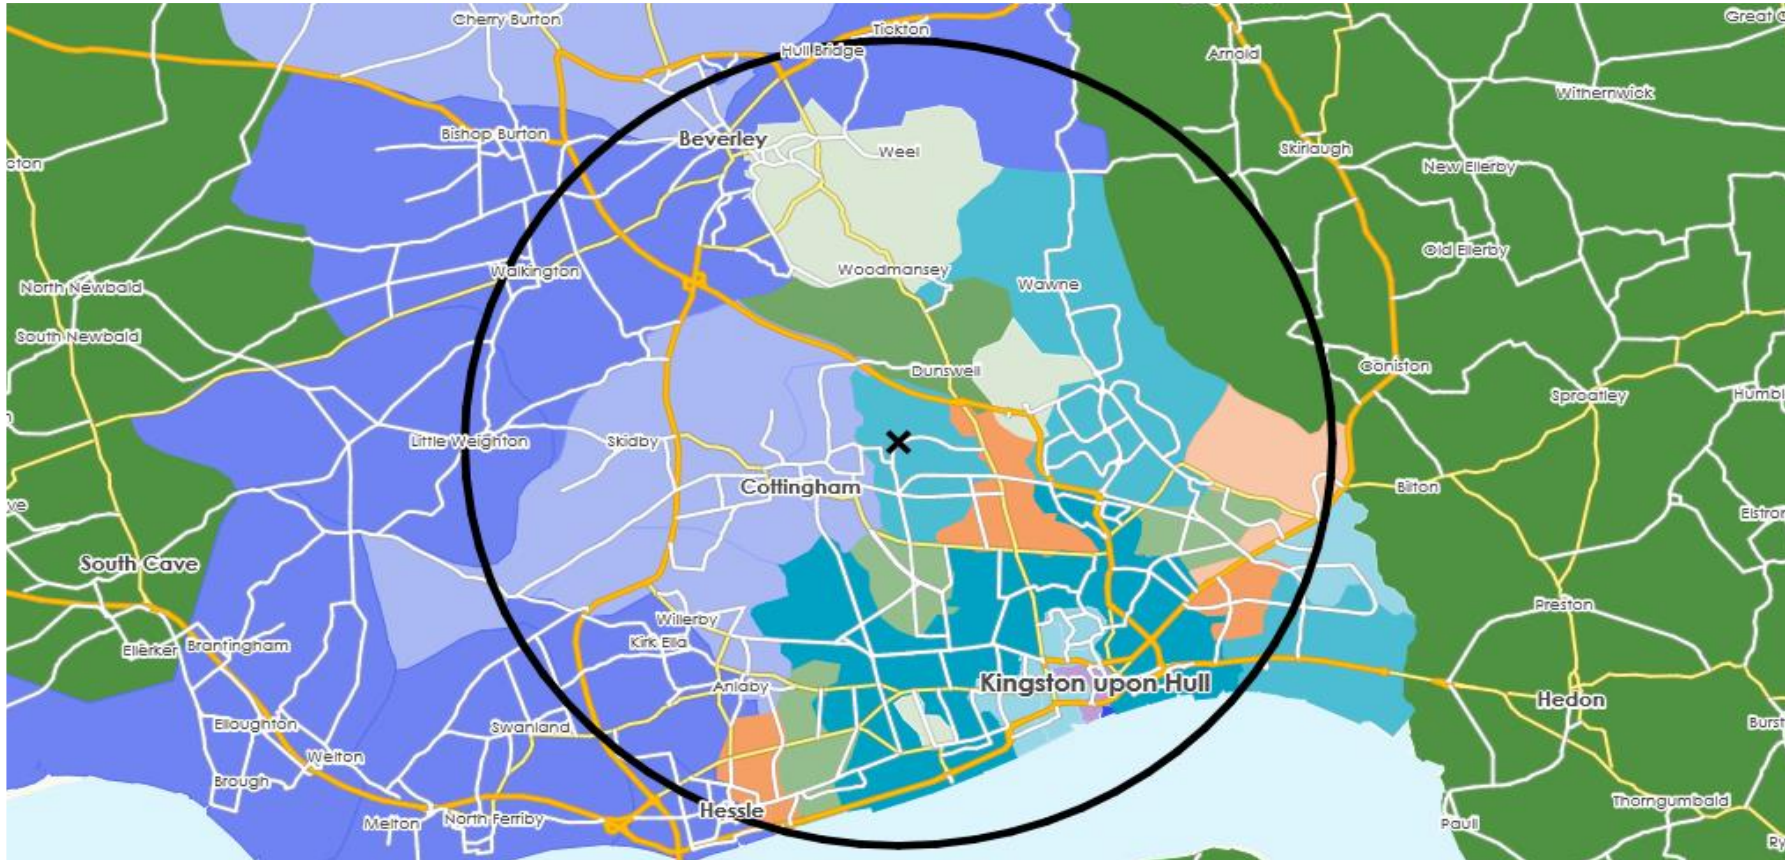 Cherry Burton
Tickton
Great
Hull Bridge
Arnold
Withernwick
Bishop Burton
Beverley
Weel
Skirlaugh
New Ellerby
Old Ellerby
Walkington
Woodmansey
Wawne
North Newbald
South Newbald
Dunswell
Coniston
Sproatley
Little Weighton
Skidby
Cottingham
Bilton
South Cave
Preston
Willerby
Kirk Ella
Ellerker
Brantingham
Anlaby
Kingston upon Hull
Hedon
Elloughton
Swanland
Welton
Brough
Hessle
Melton
North Ferriby
Thorngumbald
Paull